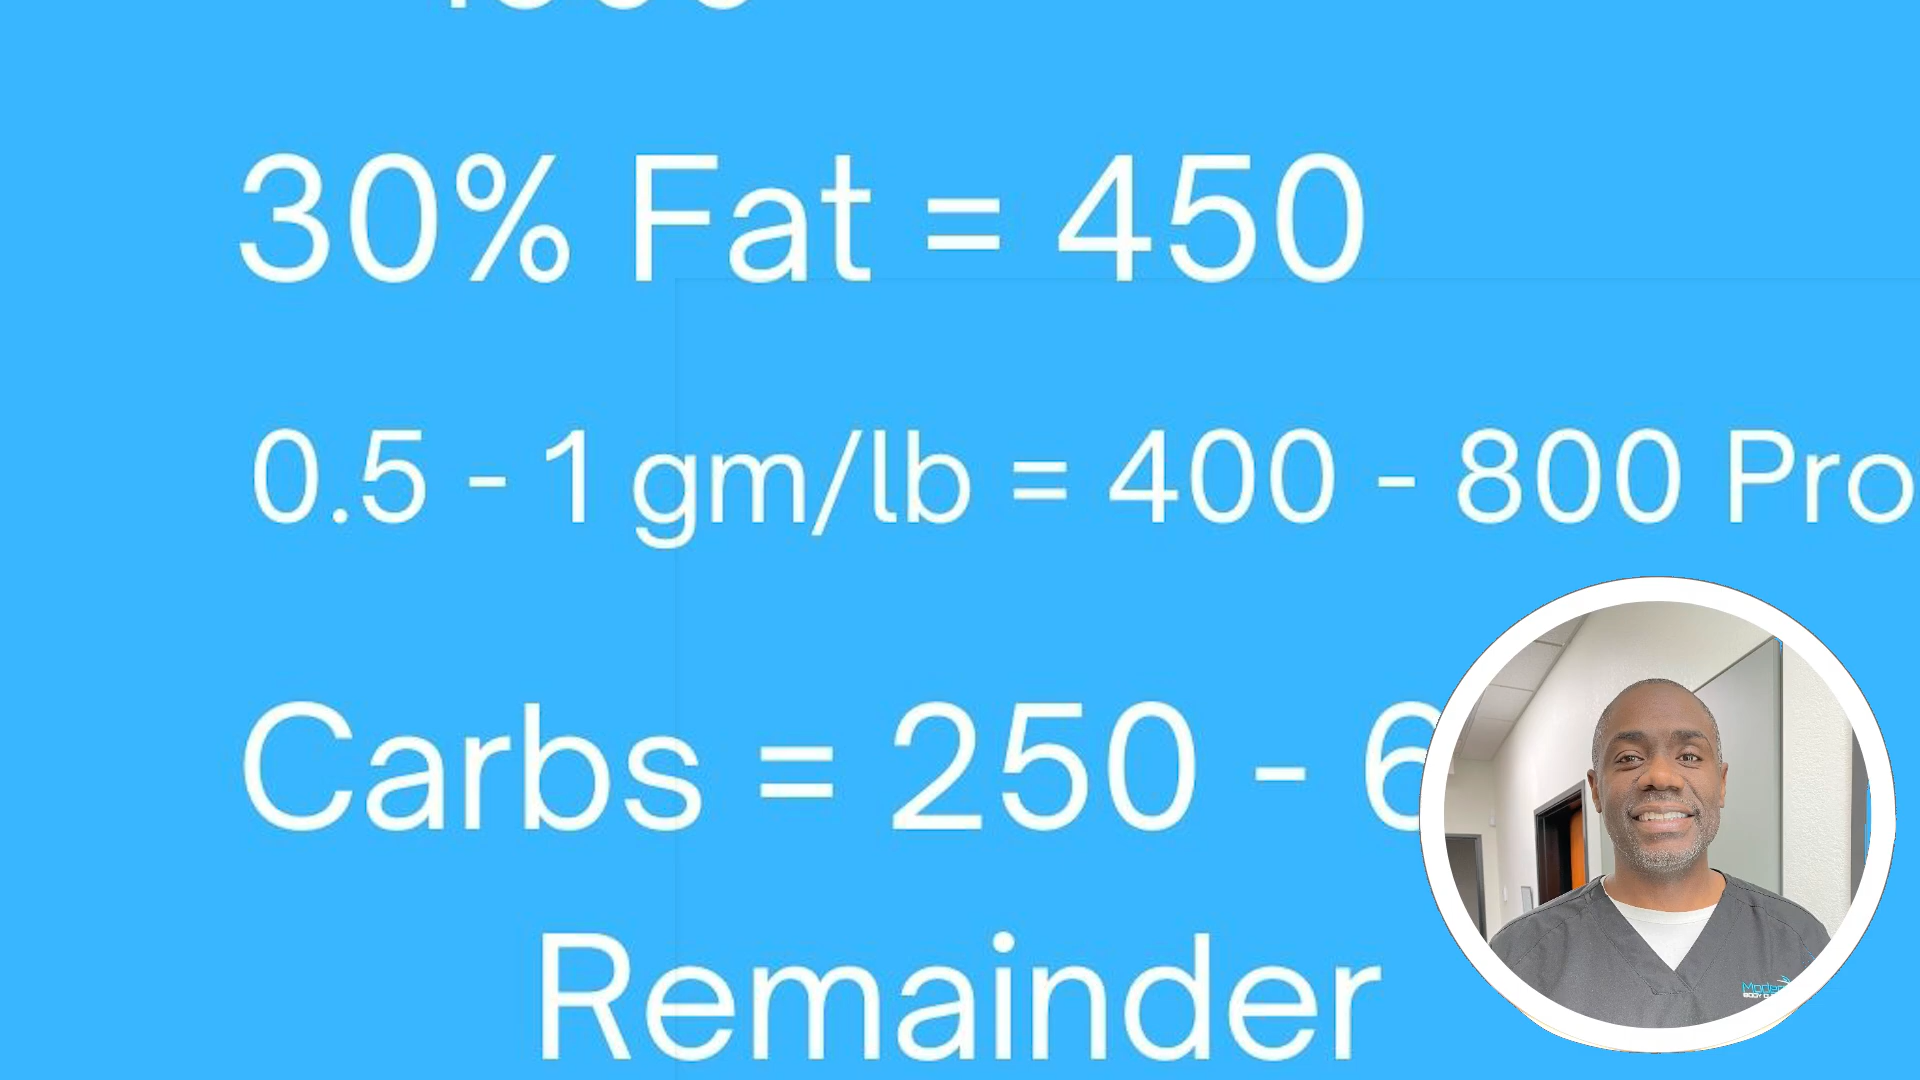 30% Fat = 450
0.5 - 1 gm/lb = 400 - 800 Pro
Carbs = 250 - 6
Remainder